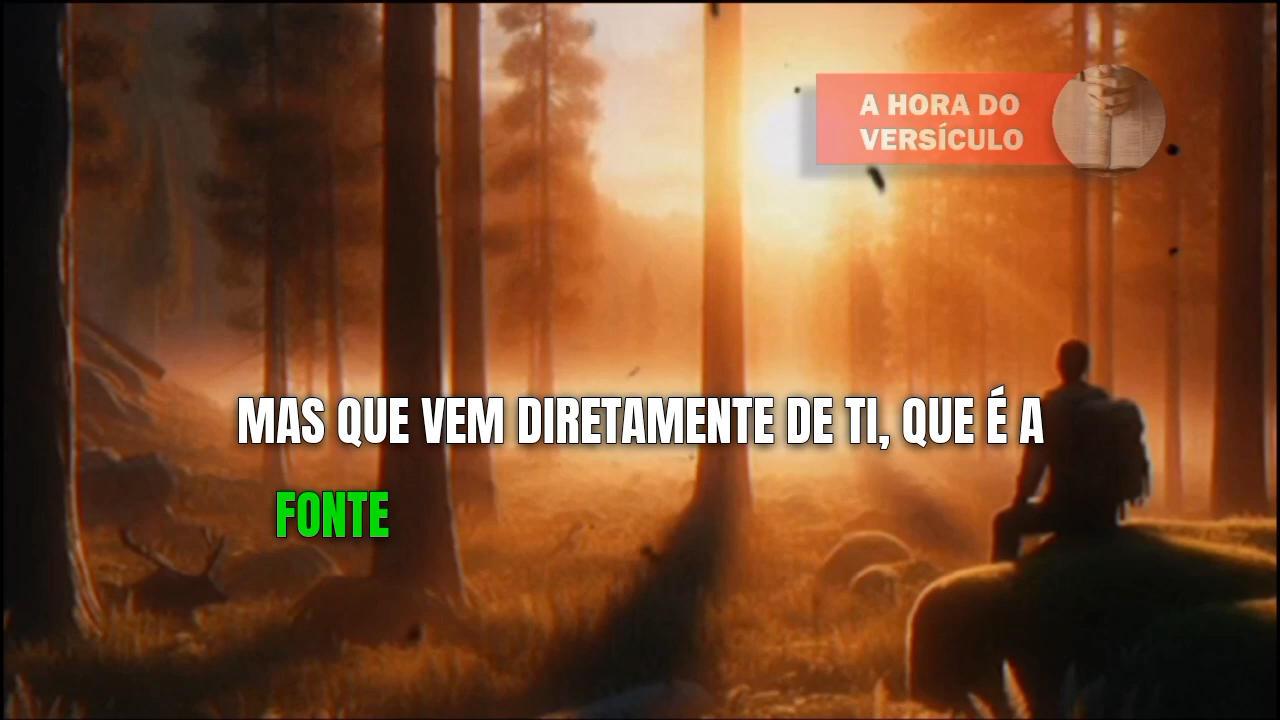 A HORA DO
VERSÍCULO
MAS QUE VEM DIRETAMENTE DE TI, QUE É A
FONTE